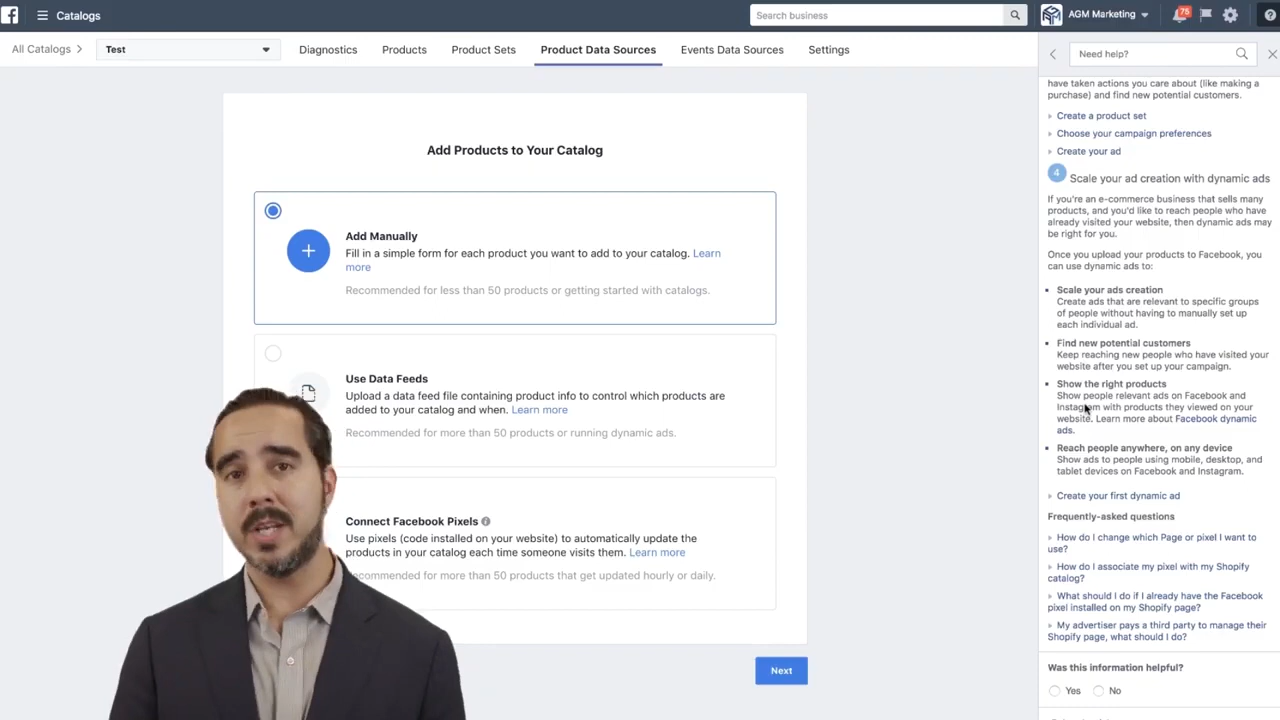 Catalogs
Search business
AGM Marketing
75
All Catalogs
Test
Diagnostics
Products
Product Sets
Product Data Sources
Events Data Sources
Settings
Add Products to Your Catalog
Add Manually
Fill in a simple form for each product you want to add to your catalog. Learn
more
Recommended for less than 50 products or getting started with catalogs.
Use Data Feeds
Upload a data feed file containing product info to control which products are
added to your catalog and when. Learn more
Recommended for more than 50 products or running dynamic ads.
Connect Facebook Pixels
Use pixels (code installed on your website) to automatically update the
products in your catalog each time someone visits them. Learn more
commended for more than 50 products that get updated hourly or daily.
Next
Need help?
have taken actions you care about (like making a
purchase) and find new potential customers.
Create a product set
Choose your campaign preferences
Create your ad
4 Scale your ad creation with dynamic ads
If you're an e-commerce business that sells many
products, and you'd like to reach people who have
already visited your website, then dynamic ads may
be right for you.
Once you upload your products to Facebook, you
can use dynamic ads to:
Scale your ads creation
Create ads that are relevant to specific groups
of people without having to manually set up
each individual ad.
Find new potential customers
Keep reaching new people who have visited your
website after you set up your campaign.
Show the right products
Show people relevant ads on Facebook and
Instagram with products they viewed on your
website. Learn more about Facebook dynamic
ads.
Reach people anywhere, on any device
Show ads to people using mobile, desktop, and
tablet devices on Facebook and Instagram.
Create your first dynamic ad
Frequently-asked questions
How do I change which Page or pixel I want to
use?
How do I associate my pixel with my Shopify
catalog?
What should I do if I already have the Facebook
pixel installed on my Shopify page?
My advertiser pays a third party to manage their
Shopify page, what should I do?
Was this information helpful?
Yes
No